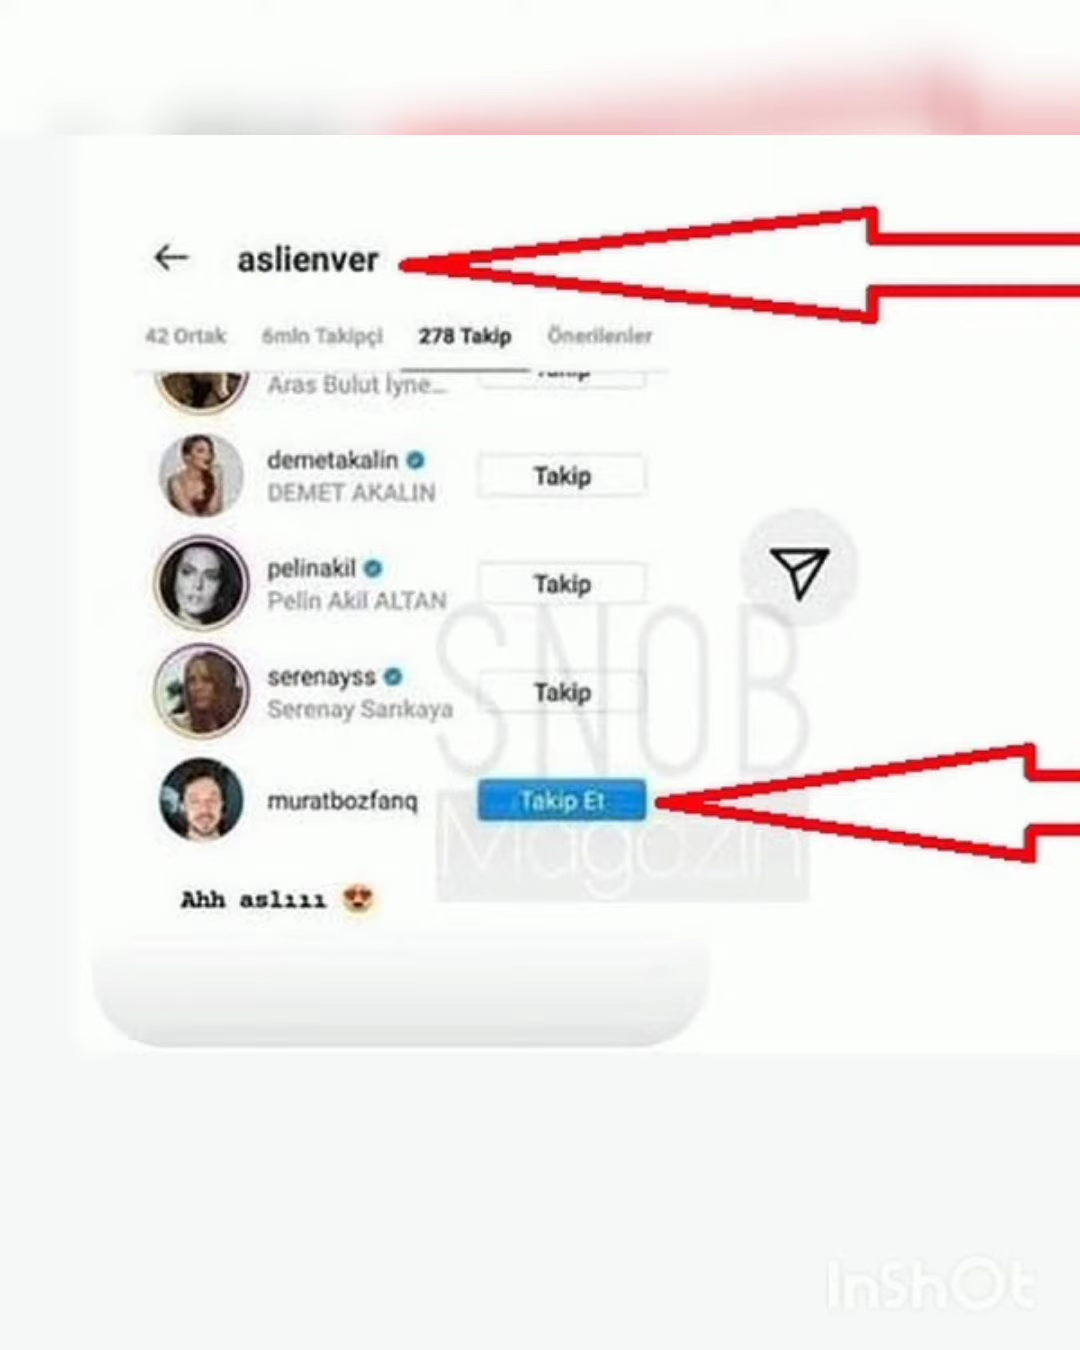 aslienver
42 Ortak 6mln Takipçi 278 Takip Önerilenler
Aras Bulut İyne...
demetakalin
DEMET AKALIN
Takip
pelinakil
Pelin Akil ALTAN
Takip
serenayss
Serenay Sarıkaya
Takip
muratbozfanq
Takip Et
SNOB
Magazin
Ahh aslııı 😍
InShOt